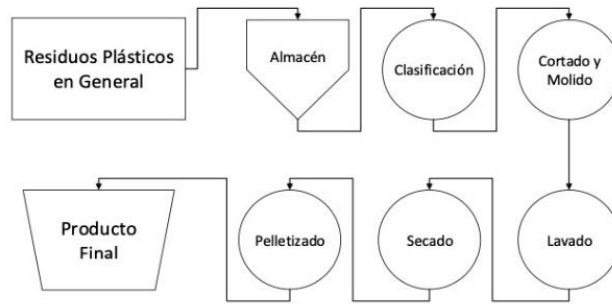 Residuos Plásticos
en General
Almacén
Clasificación
Cortado y
Molido
Lavado
Secado
Pelletizado
Producto
Final